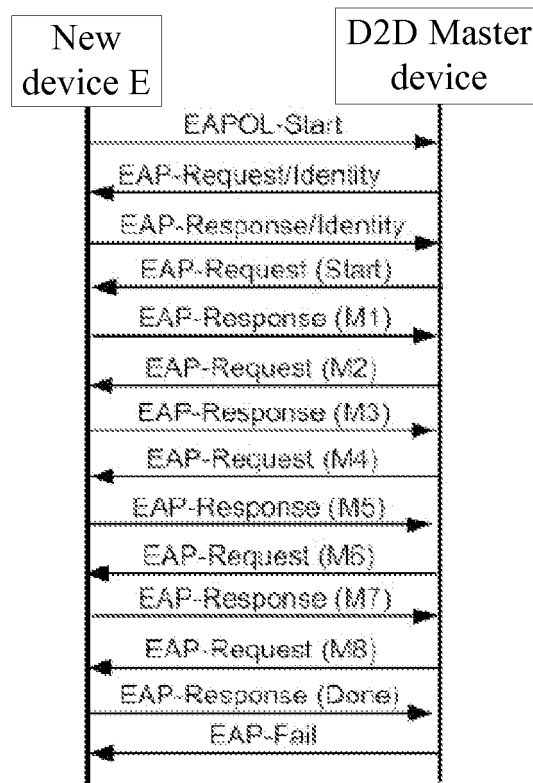 New
device E
D2D Master
device
EAPOL-Start
EAP-Request/Identity
EAP-Response/Identity
EAP-Request (Start)
EAP-Response (M1)
EAP-Request (M2)
EAP-Response (M3)
EAP-Request (M4)
EAP-Response (M5)
EAP-Request (M6)
EAP-Response (M7)
EAP-Request (M8)
EAP-Response (Done)
EAP-Fail